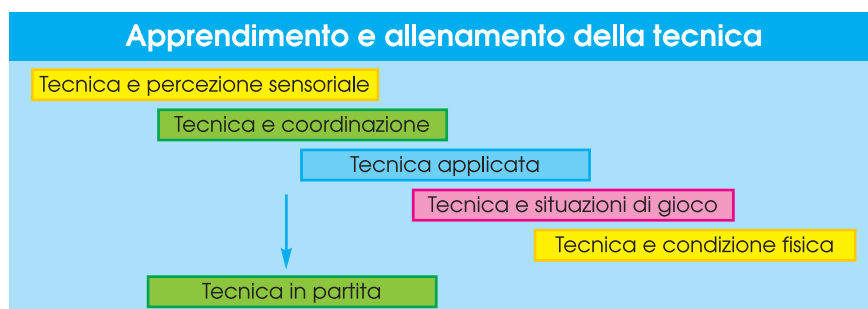 Apprendimento e allenamento della tecnica
Tecnica e percezione sensoriale
Tecnica e coordinazione
Tecnica applicata
Tecnica e situazioni di gioco
Tecnica e condizione fisica
Tecnica in partita